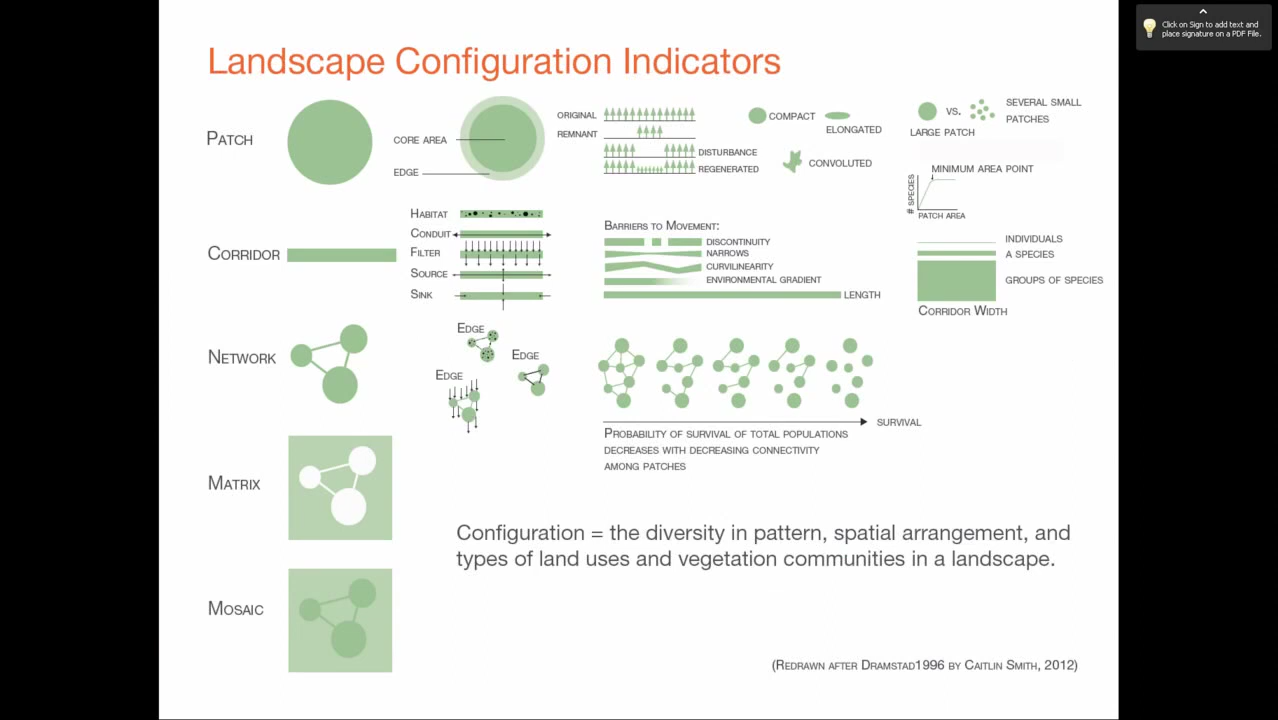 Click on Sign to add text and
place signature on a PDF File.
Landscape Configuration Indicators
PATCH
CORE AREA
EDGE
ORIGINAL
REMNANT
DISTURBANCE
REGENERATED
COMPACT
ELONGATED
CONVOLUTED
VS.
LARGE PATCH
SEVERAL SMALL
PATCHES
MINIMUM AREA POINT
# SPECIES
PATCH AREA
CORRIDOR
HABITAT
CONDUIT
FILTER
SOURCE
SINK
BARRIERS TO MOVEMENT:
DISCONTINUITY
NARROWS
CURVILINEARITY
ENVIRONMENTAL GRADIENT
LENGTH
INDIVIDUALS
A SPECIES
GROUPS OF SPECIES
CORRIDOR WIDTH
NETWORK
EDGE
EDGE
EDGE
SURVIVAL
PROBABILITY OF SURVIVAL OF TOTAL POPULATIONS
DECREASES WITH DECREASING CONNECTIVITY
AMONG PATCHES
MATRIX
Configuration = the diversity in pattern, spatial arrangement, and
types of land uses and vegetation communities in a landscape.
MOSAIC
(REDRAWN AFTER DRAMSTAD1996 BY CAITLIN SMITH, 2012)